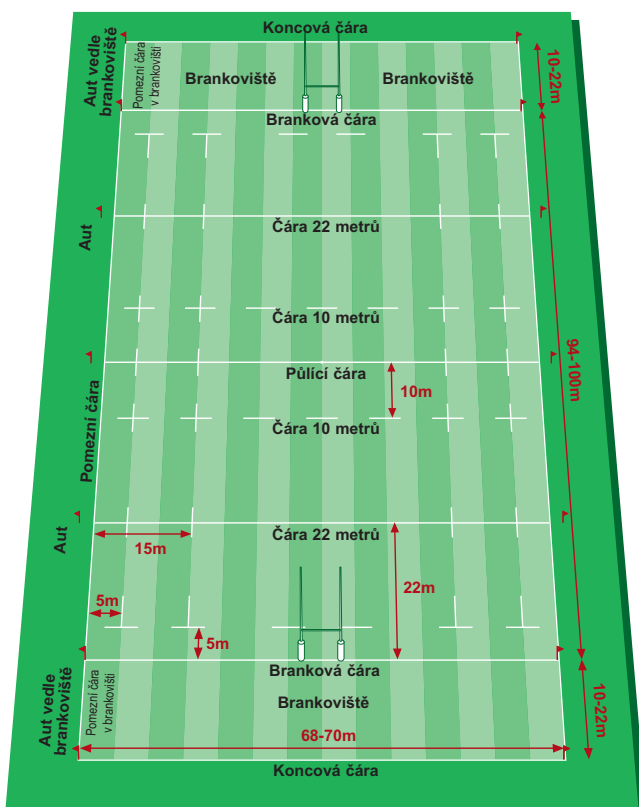 Koncová čára
Aut vedle
brankoviště
Pomezní čára
v brankovišti
Brankoviště
Brankoviště
10-22m
Branková čára
Aut
Čára 22 metrů
Čára 10 metrů
94-100m
Půlící čára
Pomezní čára
10m
Čára 10 metrů
Aut
Čára 22 metrů
15m
22m
5m
5m
Branková čára
Aut vedle
brankoviště
Pomezní čára
v brankovišti
Brankoviště
10-22m
68-70m
Koncová čára